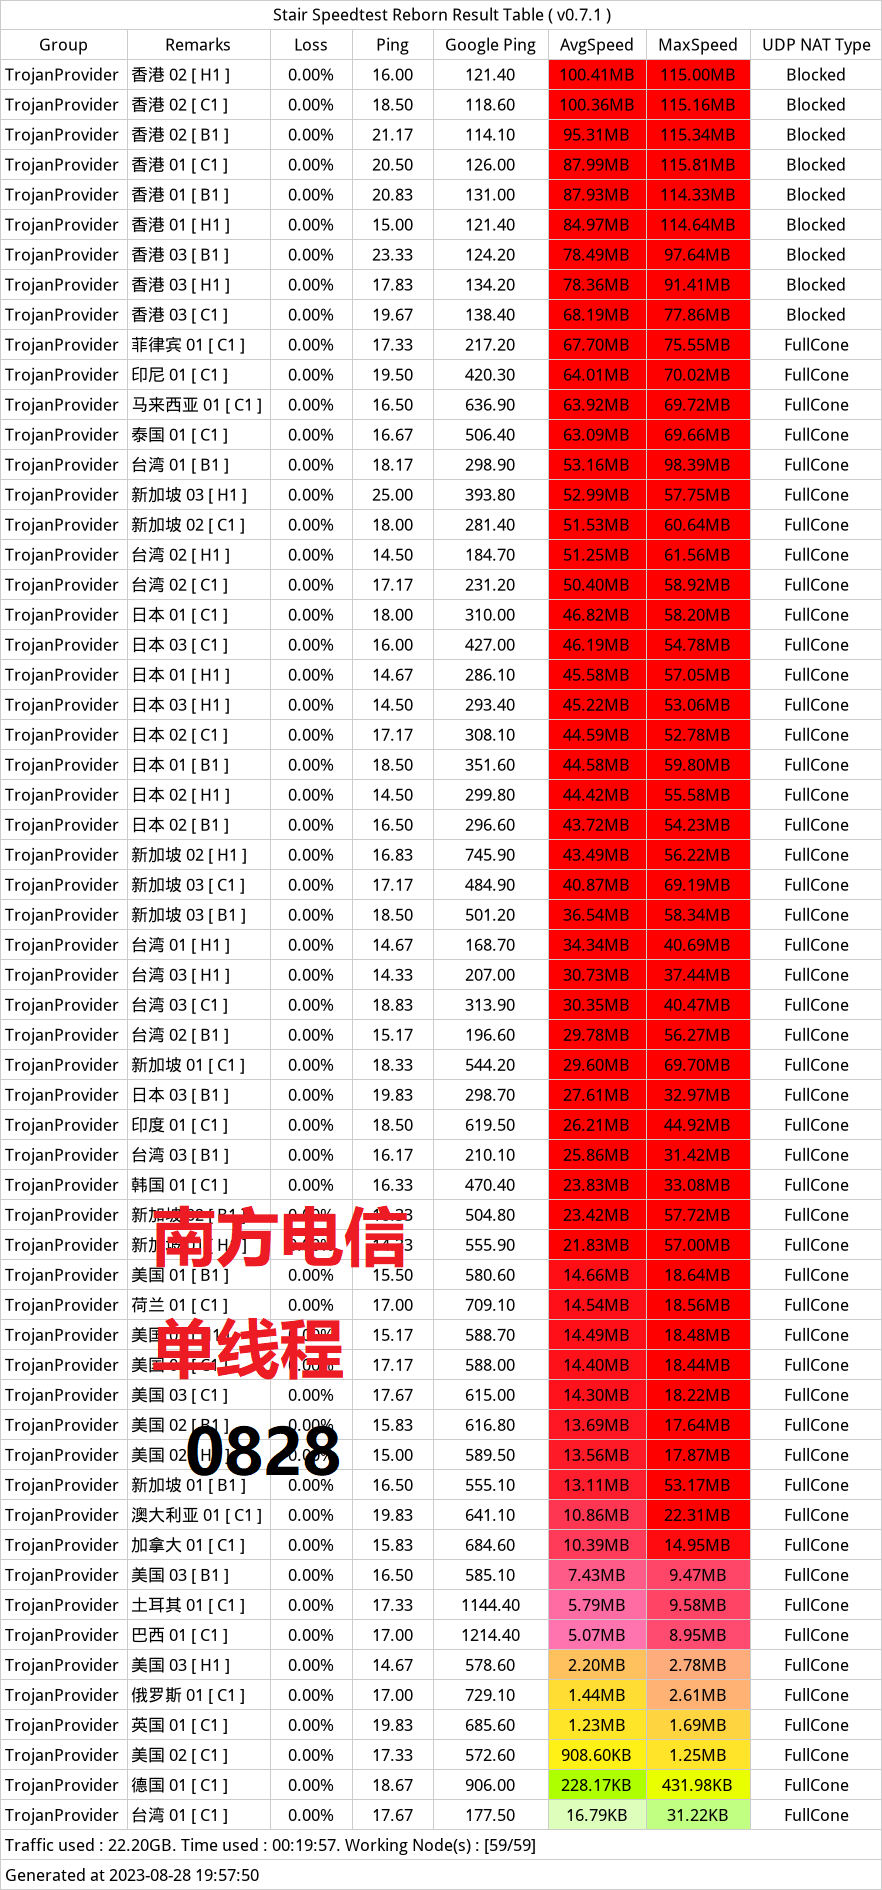 Stair Speedtest Reborn Result Table ( v0.7.1 )
Group Remarks Loss Ping Google Ping AvgSpeed MaxSpeed UDP NAT Type
TrojanProvider 香港 02 [ H1 ] 0.00% 16.00 121.40 100.41MB 115.00MB Blocked
TrojanProvider 香港 02 [ C1 ] 0.00% 18.50 118.60 100.36MB 115.16MB Blocked
TrojanProvider 香港 02 [ B1 ] 0.00% 21.17 114.10 95.31MB 115.34MB Blocked
TrojanProvider 香港 01 [ C1 ] 0.00% 20.50 126.00 87.99MB 115.81MB Blocked
TrojanProvider 香港 01 [ B1 ] 0.00% 20.83 131.00 87.93MB 114.33MB Blocked
TrojanProvider 香港 01 [ H1 ] 0.00% 15.00 121.40 84.97MB 114.64MB Blocked
TrojanProvider 香港 03 [ B1 ] 0.00% 23.33 124.20 78.49MB 97.64MB Blocked
TrojanProvider 香港 03 [ H1 ] 0.00% 17.83 134.20 78.36MB 91.41MB Blocked
TrojanProvider 香港 03 [ C1 ] 0.00% 19.67 138.40 68.19MB 77.86MB Blocked
TrojanProvider 菲律宾 01 [ C1 ] 0.00% 17.33 217.20 67.70MB 75.55MB FullCone
TrojanProvider 印尼 01 [ C1 ] 0.00% 19.50 420.30 64.01MB 70.02MB FullCone
TrojanProvider 马来西亚 01 [ C1 ] 0.00% 16.50 636.90 63.92MB 69.72MB FullCone
TrojanProvider 泰国 01 [ C1 ] 0.00% 16.67 506.40 63.09MB 69.66MB FullCone
TrojanProvider 台湾 01 [ B1 ] 0.00% 18.17 298.90 53.16MB 98.39MB FullCone
TrojanProvider 新加坡 03 [ H1 ] 0.00% 25.00 393.80 52.99MB 57.75MB FullCone
TrojanProvider 新加坡 02 [ C1 ] 0.00% 18.00 281.40 51.53MB 60.64MB FullCone
TrojanProvider 台湾 02 [ H1 ] 0.00% 14.50 184.70 51.25MB 61.56MB FullCone
TrojanProvider 台湾 02 [ C1 ] 0.00% 17.17 231.20 50.40MB 58.92MB FullCone
TrojanProvider 日本 01 [ C1 ] 0.00% 18.00 310.00 46.82MB 58.20MB FullCone
TrojanProvider 日本 03 [ C1 ] 0.00% 16.00 427.00 46.19MB 54.78MB FullCone
TrojanProvider 日本 01 [ H1 ] 0.00% 14.67 286.10 45.58MB 57.05MB FullCone
TrojanProvider 日本 03 [ H1 ] 0.00% 14.50 293.40 45.22MB 53.06MB FullCone
TrojanProvider 日本 02 [ C1 ] 0.00% 17.17 308.10 44.59MB 52.78MB FullCone
TrojanProvider 日本 01 [ B1 ] 0.00% 18.50 351.60 44.58MB 59.80MB FullCone
TrojanProvider 日本 02 [ H1 ] 0.00% 14.50 299.80 44.42MB 55.58MB FullCone
TrojanProvider 日本 02 [ B1 ] 0.00% 16.50 296.60 43.72MB 54.23MB FullCone
TrojanProvider 新加坡 02 [ H1 ] 0.00% 16.83 745.90 43.49MB 56.22MB FullCone
TrojanProvider 新加坡 03 [ C1 ] 0.00% 17.17 484.90 40.87MB 69.19MB FullCone
TrojanProvider 新加坡 03 [ B1 ] 0.00% 18.50 501.20 36.54MB 58.34MB FullCone
TrojanProvider 台湾 01 [ H1 ] 0.00% 14.67 168.70 34.34MB 40.69MB FullCone
TrojanProvider 台湾 03 [ H1 ] 0.00% 14.33 207.00 30.73MB 37.44MB FullCone
TrojanProvider 台湾 03 [ C1 ] 0.00% 18.83 313.90 30.35MB 40.47MB FullCone
TrojanProvider 台湾 02 [ B1 ] 0.00% 15.17 196.60 29.78MB 56.27MB FullCone
TrojanProvider 新加坡 01 [ C1 ] 0.00% 18.33 544.20 29.60MB 69.70MB FullCone
TrojanProvider 日本 03 [ B1 ] 0.00% 19.83 298.70 27.61MB 32.97MB FullCone
TrojanProvider 印度 01 [ C1 ] 0.00% 18.50 619.50 26.21MB 44.92MB FullCone
TrojanProvider 台湾 03 [ B1 ] 0.00% 16.17 210.10 25.86MB 31.42MB FullCone
TrojanProvider 韩国 01 [ C1 ] 0.00% 16.33 470.40 23.83MB 33.08MB FullCone
TrojanProvider 新加坡 02 [ B1 ] 0.00% 504.80 23.42MB 57.72MB FullCone
TrojanProvider 新加坡 0.00% 555.90 21.83MB 57.00MB FullCone
南方电信
TrojanProvider 美国 01 [ B1 ] 0.00% 15.50 580.60 14.66MB 18.64MB FullCone
TrojanProvider 荷兰 01 [ C1 ] 0.00% 17.00 709.10 14.54MB 18.56MB FullCone
TrojanProvider 美国 0.00% 15.17 588.70 14.49MB 18.48MB FullCone
TrojanProvider 美国 0.00% 17.17 588.00 14.40MB 18.44MB FullCone
单线程
TrojanProvider 美国 03 [ C1 ] 0.00% 17.67 615.00 14.30MB 18.22MB FullCone
TrojanProvider 美国 02 [ B1 ] 0.00% 15.83 616.80 13.69MB 17.64MB FullCone
TrojanProvider 美国 02 [ H1 ] 0.00% 15.00 589.50 13.56MB 17.87MB FullCone
0828
TrojanProvider 新加坡 01 [ B1 ] 0.00% 16.50 555.10 13.11MB 53.17MB FullCone
TrojanProvider 澳大利亚 01 [ C1 ] 0.00% 19.83 641.10 10.86MB 22.31MB FullCone
TrojanProvider 加拿大 01 [ C1 ] 0.00% 15.83 684.60 10.39MB 14.95MB FullCone
TrojanProvider 美国 03 [ B1 ] 0.00% 16.50 585.10 7.43MB 9.47MB FullCone
TrojanProvider 土耳其 01 [ C1 ] 0.00% 17.33 1144.40 5.79MB 9.58MB FullCone
TrojanProvider 巴西 01 [ C1 ] 0.00% 17.00 1214.40 5.07MB 8.95MB FullCone
TrojanProvider 美国 03 [ H1 ] 0.00% 14.67 578.60 2.20MB 2.78MB FullCone
TrojanProvider 俄罗斯 01 [ C1 ] 0.00% 17.00 729.10 1.44MB 2.61MB FullCone
TrojanProvider 英国 01 [ C1 ] 0.00% 19.83 685.60 1.23MB 1.69MB FullCone
TrojanProvider 美国 02 [ C1 ] 0.00% 17.33 572.60 908.60KB 1.25MB FullCone
TrojanProvider 德国 01 [ C1 ] 0.00% 18.67 906.00 228.17KB 431.98KB FullCone
TrojanProvider 台湾 01 [ C1 ] 0.00% 17.67 177.50 16.79KB 31.22KB FullCone
Traffic used : 22.20GB. Time used : 00:19:57. Working Node(s) : [59/59]
Generated at 2023-08-28 19:57:50